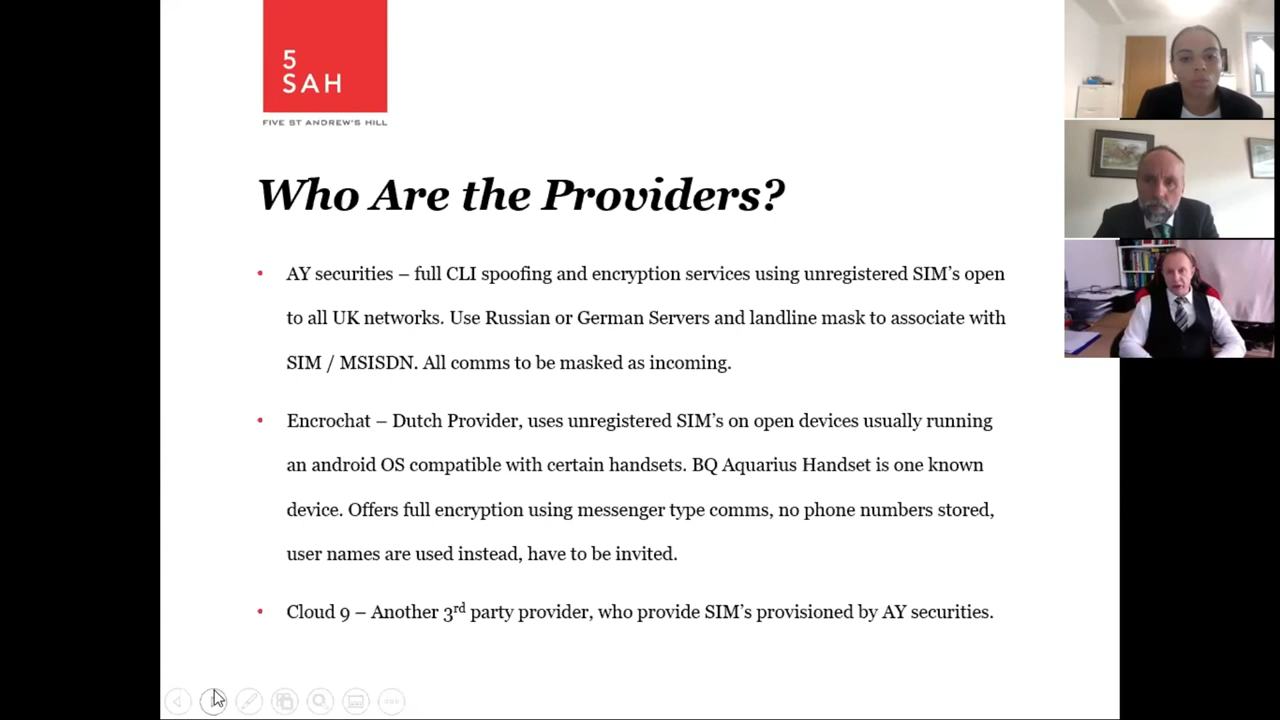 5
SAH
FIVE ST ANDREW'S HILL
Who Are the Providers?
• AY securities – full CLI spoofing and encryption services using unregistered SIM's open
to all UK networks. Use Russian or German Servers and landline mask to associate with
SIM / MSISDN. All comms to be masked as incoming.
• Encrochat – Dutch Provider, uses unregistered SIM's on open devices usually running
an android OS compatible with certain handsets. BQ Aquarius Handset is one known
device. Offers full encryption using messenger type comms, no phone numbers stored,
user names are used instead, have to be invited.
• Cloud 9 – Another 3rd party provider, who provide SIM's provisioned by AY securities.